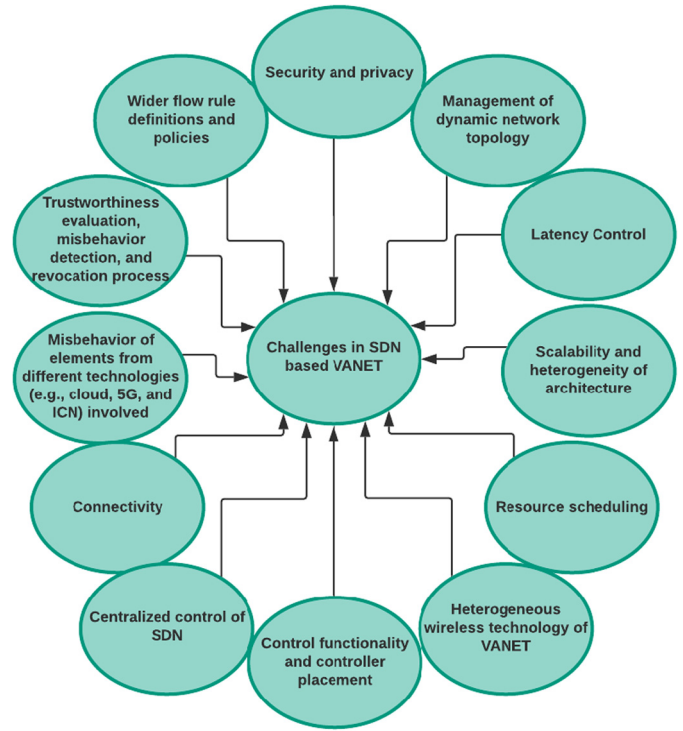 Security and privacy
Wider flow rule
definitions and
policies
Management of
dynamic network
topology
Trustworthiness
evaluation,
misbehavior
detection, and
revocation process
Latency Control
Challenges in SDN
based VANET
Misbehavior of
elements from
different technologies
(e.g., cloud, 5G, and
ICN) involved
Scalability and
heterogeneity of
architecture
Connectivity
Resource scheduling
Centralized control of
SDN
Control functionality
and controller
placement
Heterogeneous
wireless technology of
VANET